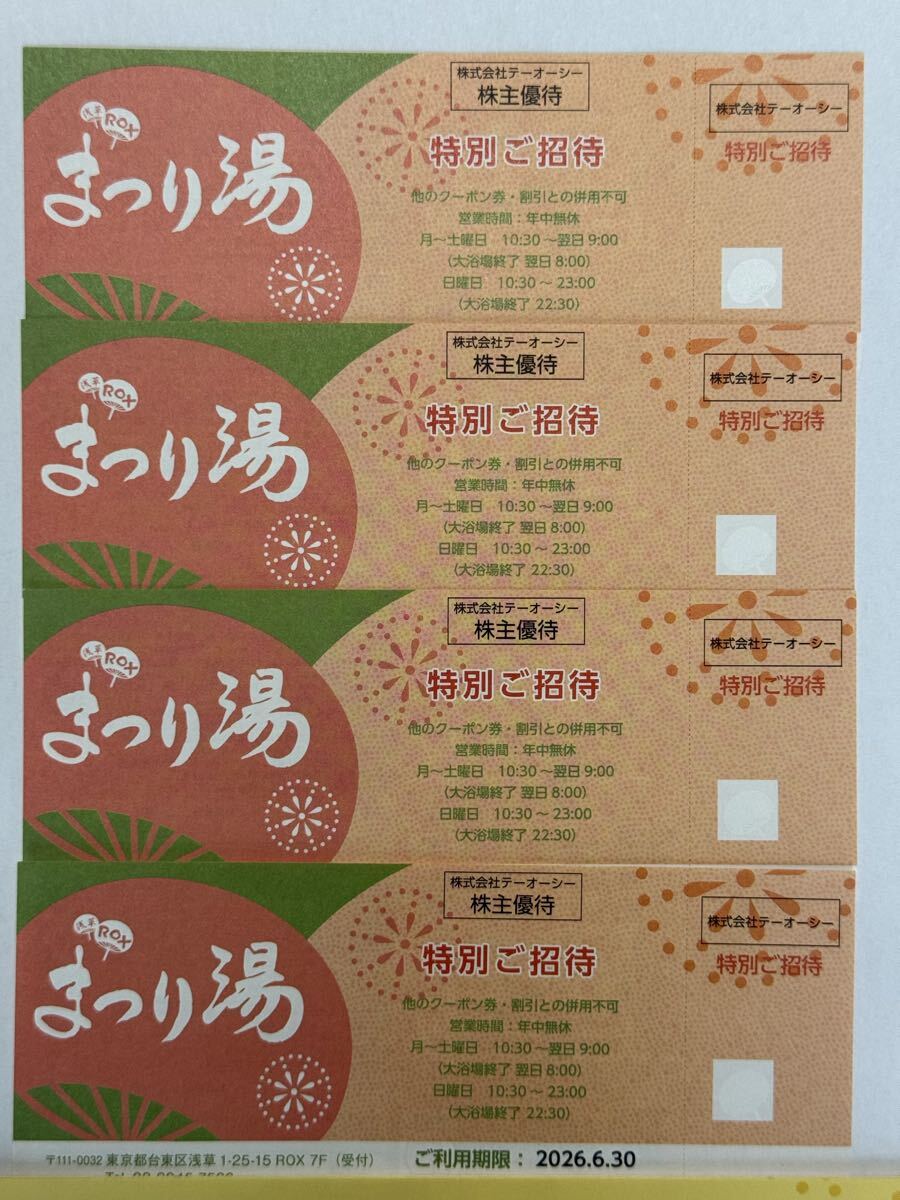 浅草ROX
まつり湯
株式会社テーオーシー
株主優待
特別ご招待
他のクーポン券・割引との併用不可
営業時間:年中無休
月~土曜日 10:30~翌日9:00
(大浴場終了 翌日8:00)
日曜日 10:30~23:00
(大浴場終了 22:30)
株式会社テーオーシー
特別ご招待
浅草ROX
まつり湯
株式会社テーオーシー
株主優待
特別ご招待
他のクーポン券・割引との併用不可
営業時間:年中無休
月~土曜日 10:30~翌日9:00
(大浴場終了 翌日8:00)
日曜日 10:30~23:00
(大浴場終了 22:30)
株式会社テーオーシー
特別ご招待
浅草ROX
まつり湯
株式会社テーオーシー
株主優待
特別ご招待
他のクーポン券・割引との併用不可
営業時間:年中無休
月~土曜日 10:30~翌日9:00
(大浴場終了 翌日8:00)
日曜日 10:30~23:00
(大浴場終了 22:30)
株式会社テーオーシー
特別ご招待
浅草ROX
まつり湯
株式会社テーオーシー
株主優待
特別ご招待
他のクーポン券・割引との併用不可
営業時間:年中無休
月~土曜日 10:30~翌日9:00
(大浴場終了 翌日8:00)
日曜日 10:30~23:00
(大浴場終了 22:30)
株式会社テーオーシー
特別ご招待
〒111-0032 東京都台東区浅草1-25-15 ROX 7F(受付)
ご利用期限: 2026.6.30